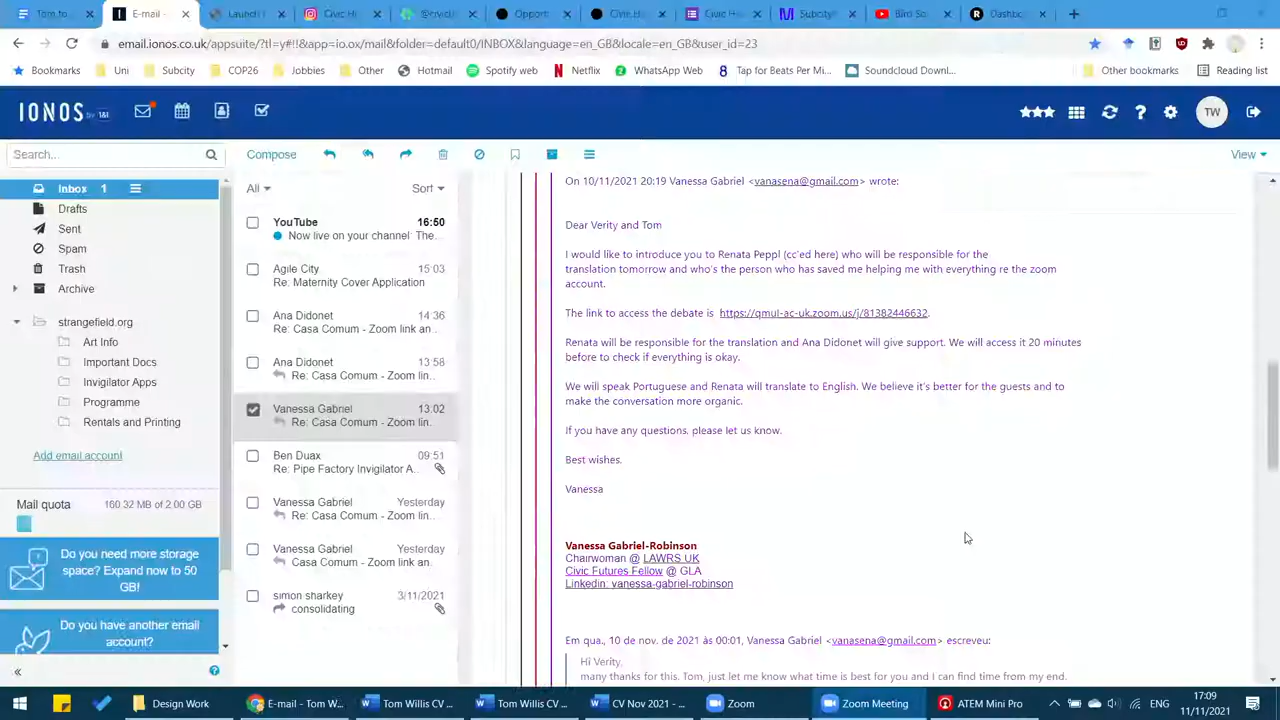 Tom.to
E-mail -
Launch
Civic H
@civicl
Opport
Civic.H
Civic H
Subcity
Bird So
Dashb
email.ionos.co.uk/appsuite/?tl=y#!!&app=io.ox/mail&folder=default0/INBOX&language=en_GB&locale=en_GB&user_id=23
Bookmarks
Uni
Subcity
COP26
Jobbies
Other
Hotmail
Spotify web
Netflix
WhatsApp Web
Tap for Beats Per Mi...
Soundcloud Downl...
Other bookmarks
Reading list
IONOS by 1&1
TW
Search...
Compose
View
Inbox 1
Drafts
Sent
Spam
Trash
Archive
strangefield.org
Art Info
Important Docs
Invigilator Apps
Programme
Rentals and Printing
Add email account
Mail quota 160.32 MB of 2.00 GB
Do you need more storage
space? Expand now to 50
GB!
Do you have another email
account?
All
Sort
YouTube 16:50
Now live on your channel: The...
Agile City 15:03
Re: Maternity Cover Application
Ana Didonet 14:36
Re: Casa Comum - Zoom link an...
Ana Didonet 13:58
Re: Casa Comum - Zoom lin...
Vanessa Gabriel 13:02
Re: Casa Comum - Zoom lin...
Ben Duax 09:51
Re: Pipe Factory Invigilator A...
Vanessa Gabriel Yesterday
Re: Casa Comum - Zoom lin...
Vanessa Gabriel Yesterday
Casa Comum - Zoom link an...
simon sharkey 3/11/2021
consolidating
On 10/11/2021 20:19 Vanessa Gabriel <vanasena@gmail.com> wrote:
Dear Verity and Tom
I would like to introduce you to Renata Peppl (cc'ed here) who will be responsible for the
translation tomorrow and who's the person who has saved me helping me with everything re the zoom
account.
The link to access the debate is https://qmul-ac-uk.zoom.us/j/81382446632.
Renata will be responsible for the translation and Ana Didonet will give support. We will access it 20 minutes
before to check if everything is okay.
We will speak Portuguese and Renata will translate to English. We believe it's better for the guests and to
make the conversation more organic.
If you have any questions, please let us know.
Best wishes.
Vanessa
Vanessa Gabriel-Robinson
Chairwoman @ LAWRS UK
Civic Futures Fellow @ GLA
Linkedin: vanessa-gabriel-robinson
Em qua., 10 de nov. de 2021 às 00:01, Vanessa Gabriel <vanasena@gmail.com> escreveu:
Hi Verity,
many thanks for this. Tom, just let me know what time is best for you and I can find time from my end.
Design Work
E-mail - Tom W...
Tom Willis CV ...
Tom Willis CV ...
CV Nov 2021 - ...
Zoom
Zoom Meeting
ATEM Mini Pro
ENG
17:09
11/11/2021